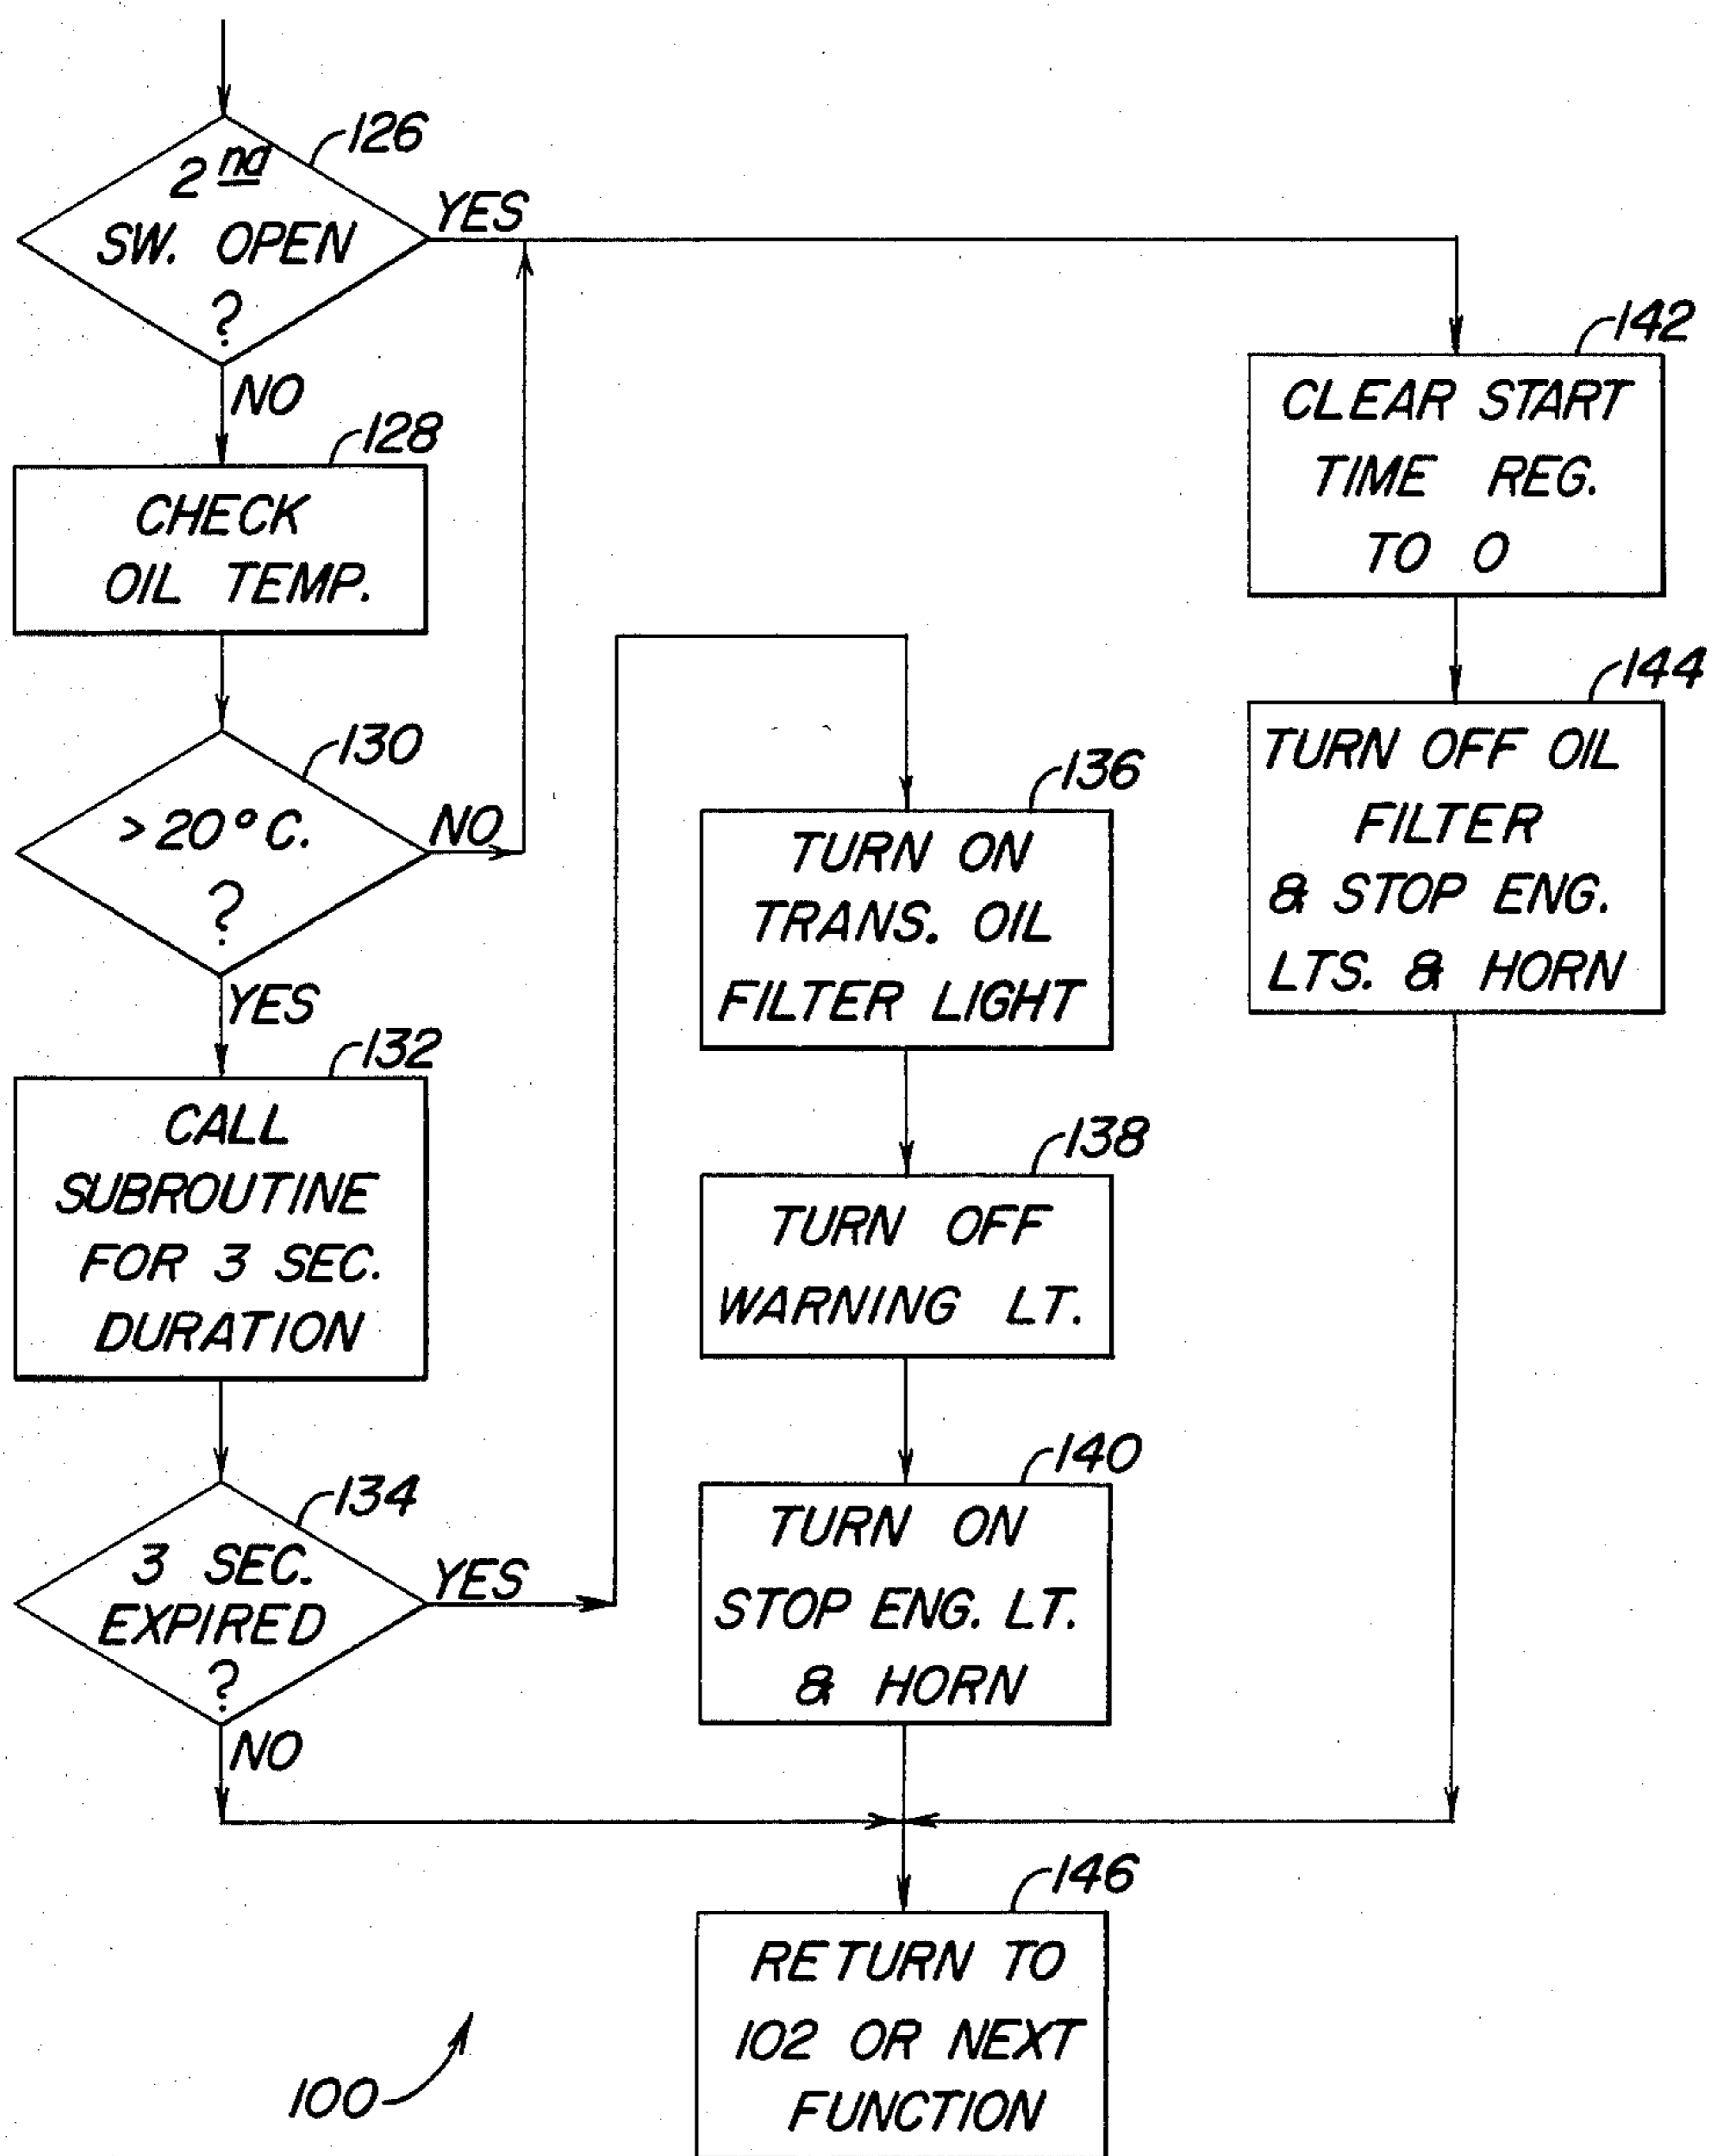 126
2nd
SW. OPEN
?
YES
NO
128
CHECK
OIL TEMP.
130
>20°C.
?
NO
YES
132
CALL
SUBROUTINE
FOR 3 SEC.
DURATION
134
3 SEC.
EXPIRED
?
YES
NO
136
TURN ON
TRANS. OIL
FILTER LIGHT
138
TURN OFF
WARNING LT.
140
TURN ON
STOP ENG. LT.
& HORN
142
CLEAR START
TIME REG.
TO 0
144
TURN OFF OIL
FILTER
& STOP ENG.
LTS. & HORN
146
RETURN TO
102 OR NEXT
FUNCTION
100